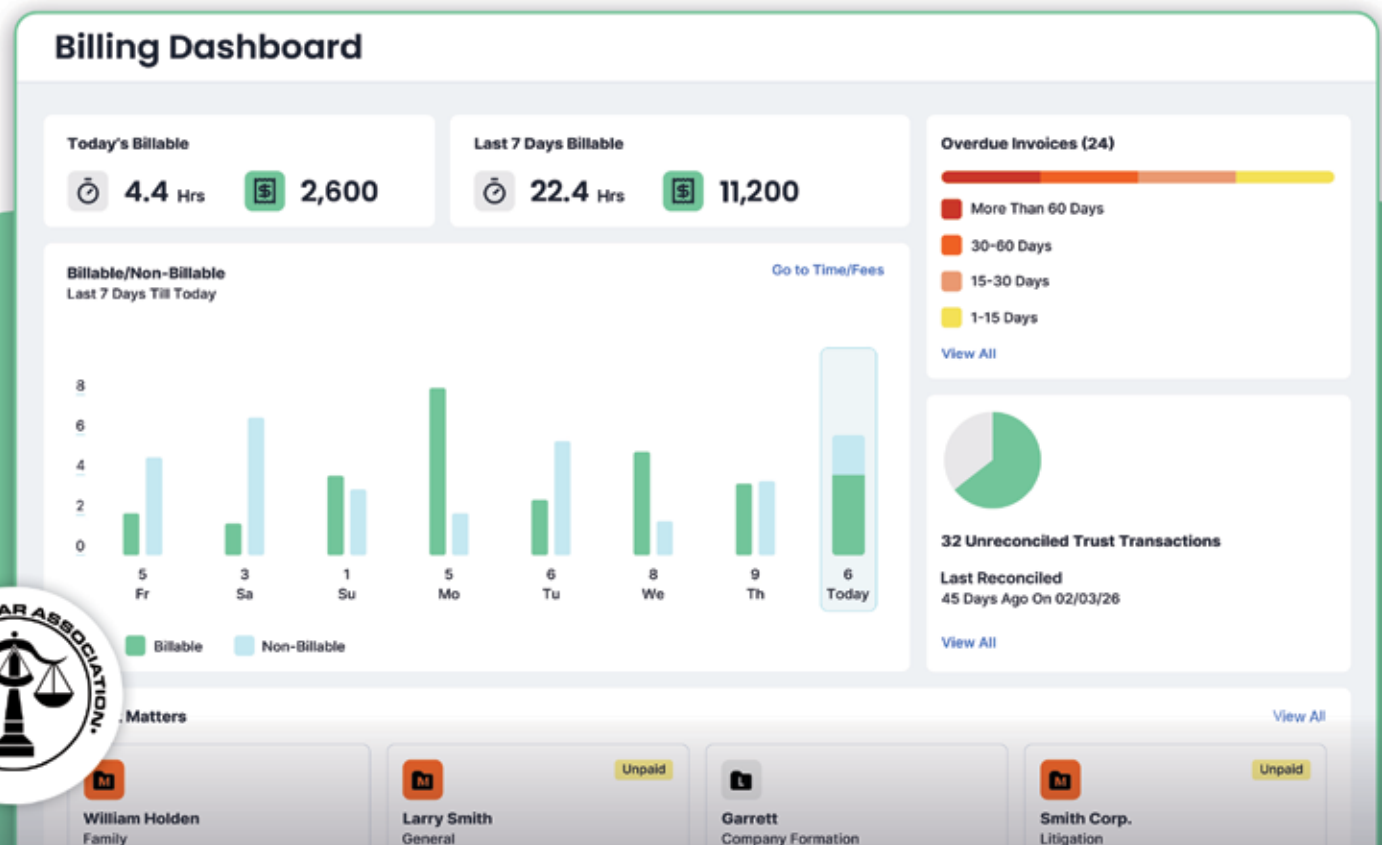 Billing Dashboard
Today's Billable
4.4 Hrs
$ 2,600
Last 7 Days Billable
22.4 Hrs
$ 11,200
Overdue Invoices (24)
More Than 60 Days
30-60 Days
15-30 Days
1-15 Days
View All
Billable/Non-Billable
Go to Time/Fees
Last 7 Days Till Today
8
6
4
2
0
5 3 1 5 6 8 9 6
Fr Sa Su Mo Tu We Th Today
Billable Non-Billable
32 Unreconciled Trust Transactions
Last Reconciled
45 Days Ago On 02/03/26
View All
BAR ASSOCIATION.
Matters
View All
M
William Holden
Family
M
Unpaid
Larry Smith
General
L
Garrett
Company Formation
M
Unpaid
Smith Corp.
Litigation